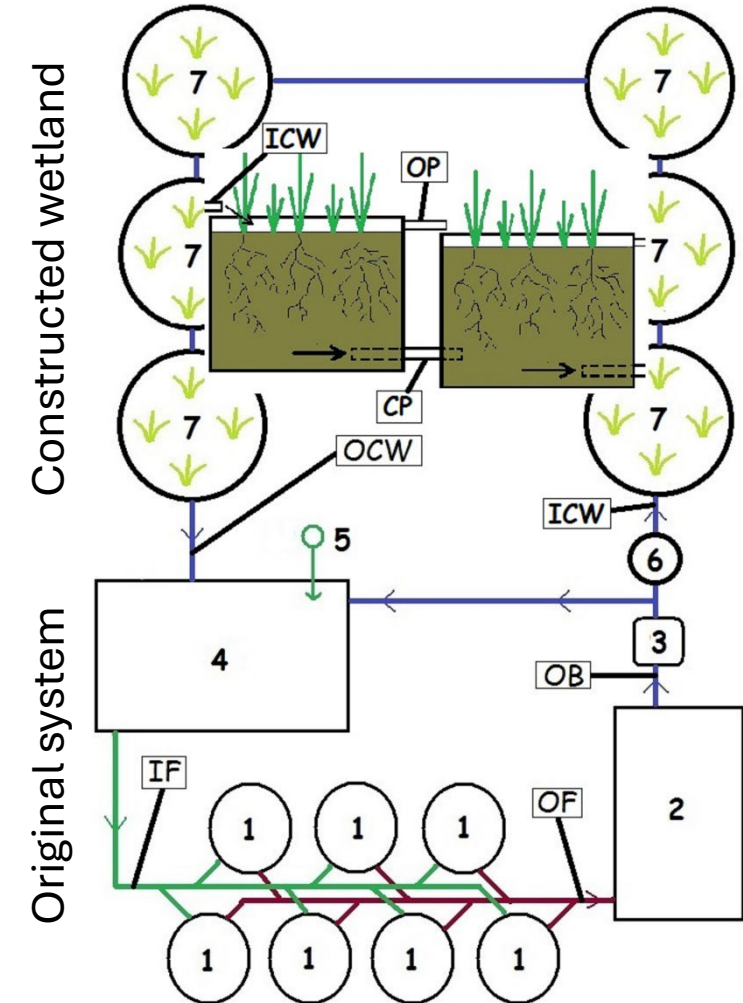 Constructed wetland
7
7
ICW
OP
7
7
7
7
CP
OCW
ICW
5
6
4
3
OB
Original system
IF
OF
2
1
1
1
1
1
1
1